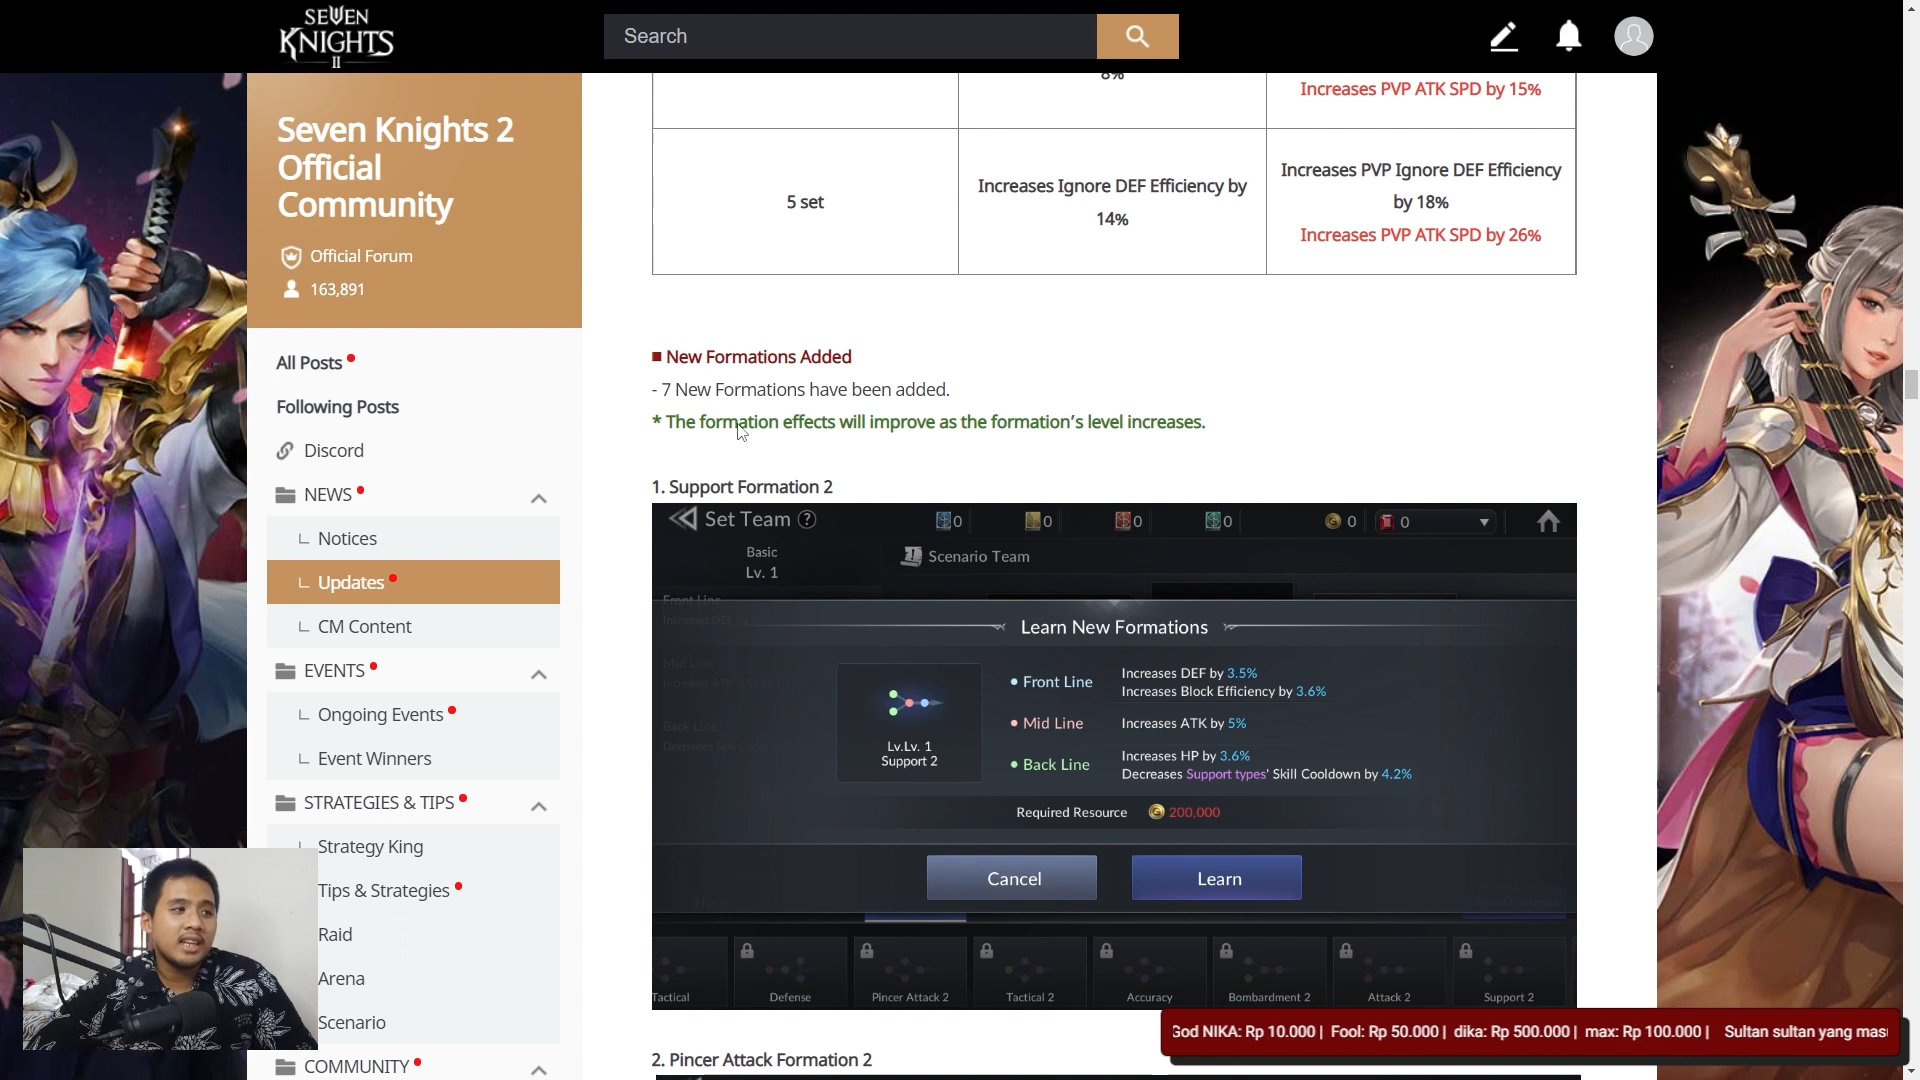 SEVEN
KNIGHTS
II
Search
Seven Knights 2
Official
Community
Official Forum
163,891
All Posts
Following Posts
Discord
NEWS
Notices
Updates
CM Content
EVENTS
Ongoing Events
Event Winners
STRATEGIES & TIPS
Strategy King
Tips & Strategies
Raid
Arena
Scenario
COMMUNITY
8%
Increases PVP ATK SPD by 15%
5 set
Increases Ignore DEF Efficiency by
14%
Increases PVP Ignore DEF Efficiency
by 18%
Increases PVP ATK SPD by 26%
■ New Formations Added
- 7 New Formations have been added.
* The formation effects will improve as the formation’s level increases.
1. Support Formation 2
Set Team ?
0 0 0 0 0 0
Basic
Lv. 1
Scenario Team
Front Line
Mid Line
Back Line
Learn New Formations
Lv.Lv. 1
Support 2
• Front Line
Increases DEF by 3.5%
Increases Block Efficiency by 3.6%
• Mid Line
Increases ATK by 5%
• Back Line
Increases HP by 3.6%
Decreases Support types' Skill Cooldown by 4.2%
Required Resource 200,000
Cancel
Learn
Tactical
Defense
Pincer Attack 2
Tactical 2
Accuracy
Bombardment 2
Attack 2
Support 2
God NIKA: Rp 10.000 | Fool: Rp 50.000 | dika: Rp 500.000 | max: Rp 100.000 | Sultan sultan yang
2. Pincer Attack Formation 2